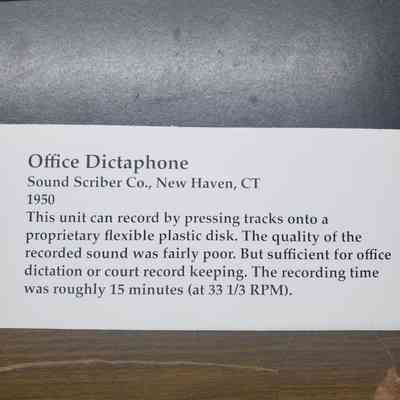 Office Dictaphone
Sound Scriber Co., New Haven, CT
1950
This unit can record by pressing tracks onto a
proprietary flexible plastic disk. The quality of the
recorded sound was fairly poor. But sufficient for office
dictation or court record keeping. The recording time
was roughly 15 minutes (at 33 1/3 RPM).